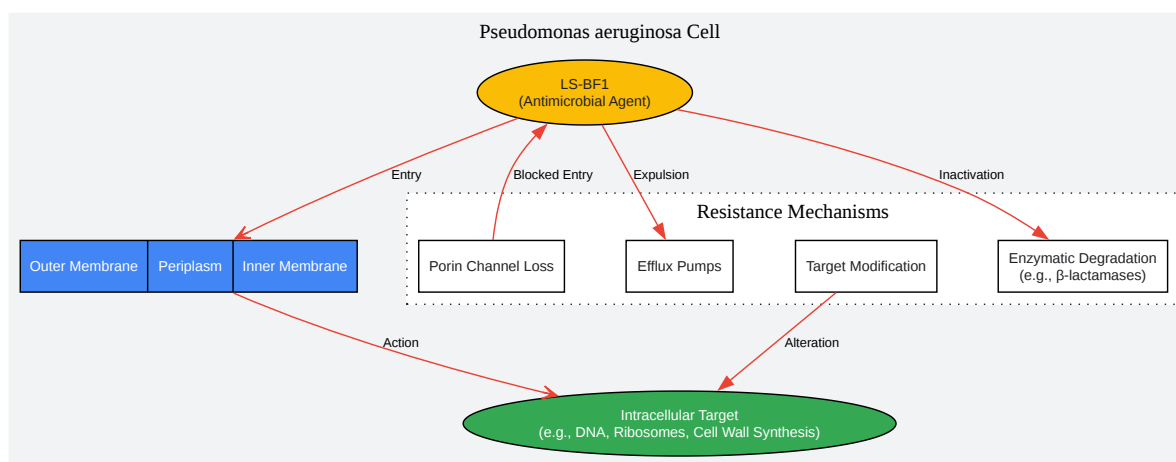 Pseudomonas aeruginosa Cell
LS-BF1
(Antimicrobial Agent)
Entry
Blocked Entry
Expulsion
Inactivation
Resistance Mechanisms
Outer Membrane
Periplasm
Inner Membrane
Porin Channel Loss
Efflux Pumps
Target Modification
Enzymatic Degradation
(e.g., β-lactamases)
Action
Alteration
Intracellular Target
(e.g., DNA, Ribosomes, Cell Wall Synthesis)